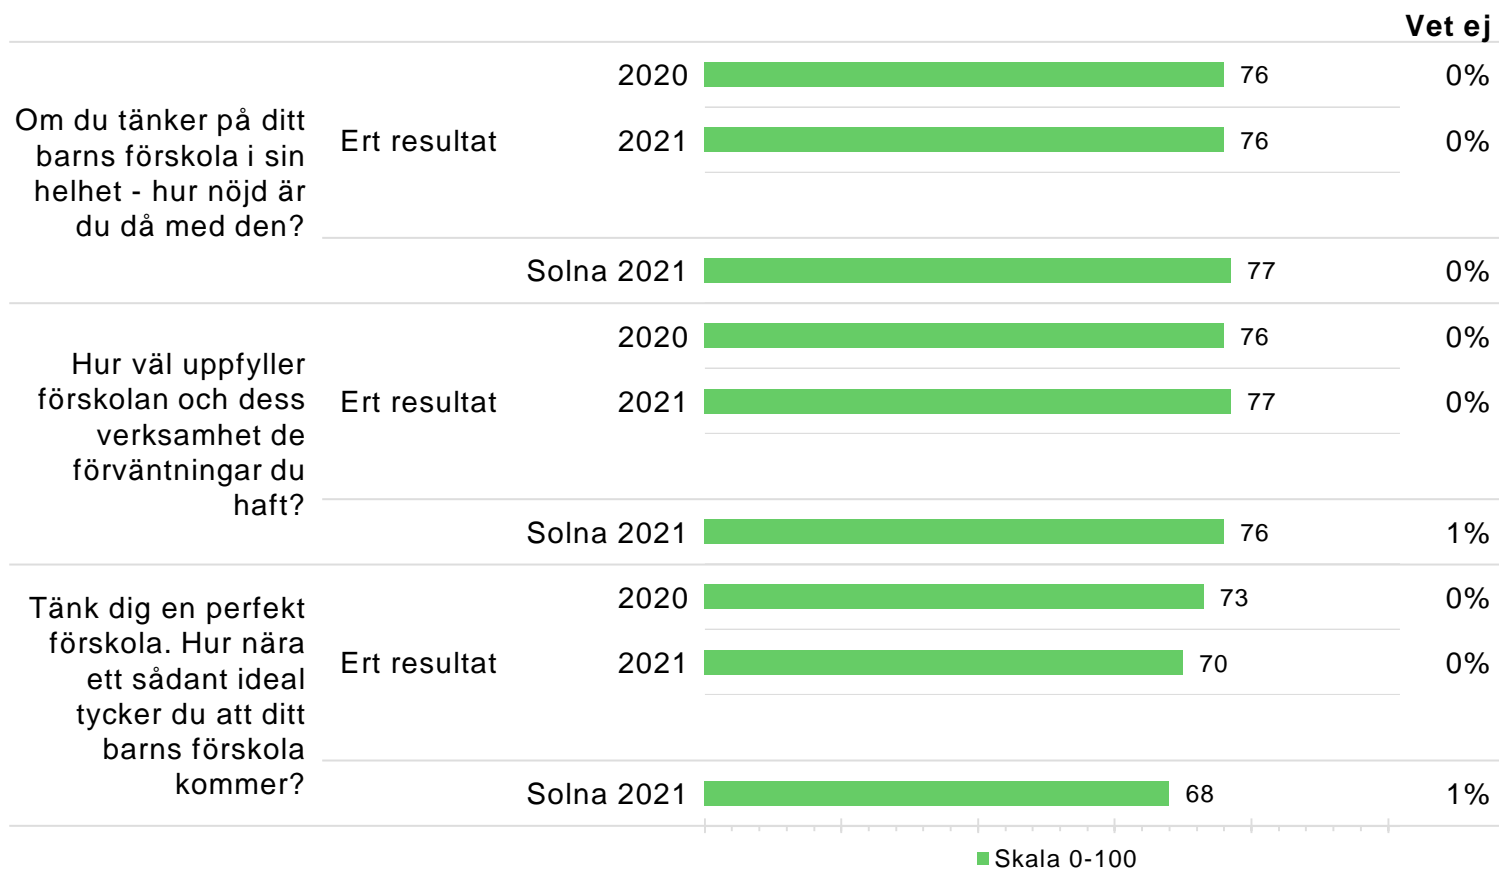 Vet ej
Om du tänker på ditt
barns förskola i sin
helhet - hur nöjd är
du då med den?
Ert resultat
2020 76 0%
2021 76 0%
Solna 2021 77 0%
Hur väl uppfyller
förskolan och dess
verksamhet de
förväntningar du
haft?
Ert resultat
2020 76 0%
2021 77 0%
Solna 2021 76 1%
Tänk dig en perfekt
förskola. Hur nära
ett sådant ideal
tycker du att ditt
barns förskola
kommer?
Ert resultat
2020 73 0%
2021 70 0%
Solna 2021 68 1%
Skala 0-100